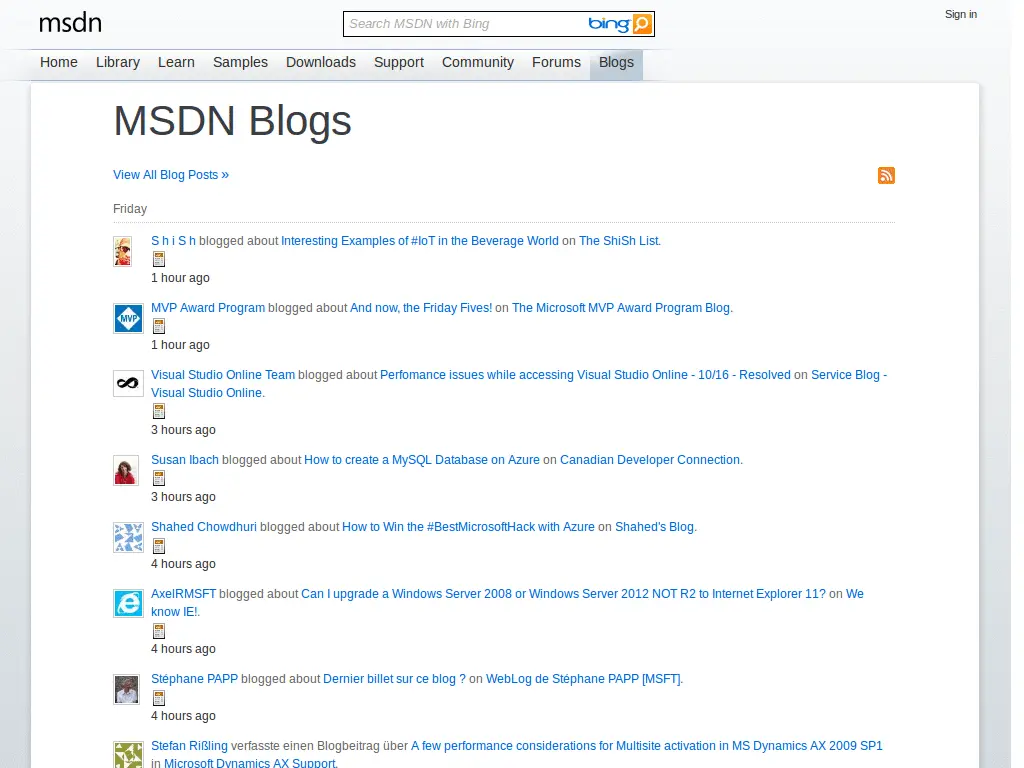 msdn
Search MSDN with Bing
bing
Sign in
Home Library Learn Samples Downloads Support Community Forums Blogs
MSDN Blogs
View All Blog Posts »
Friday
S h i S h blogged about Interesting Examples of #IoT in the Beverage World on The ShiSh List.
1 hour ago
MVP
MVP Award Program blogged about And now, the Friday Fives! on The Microsoft MVP Award Program Blog.
1 hour ago
Visual Studio Online Team blogged about Perfomance issues while accessing Visual Studio Online - 10/16 - Resolved on Service Blog -
Visual Studio Online.
3 hours ago
Susan Ibach blogged about How to create a MySQL Database on Azure on Canadian Developer Connection.
3 hours ago
Shahed Chowdhuri blogged about How to Win the #BestMicrosoftHack with Azure on Shahed's Blog.
4 hours ago
AxelRMSFT blogged about Can I upgrade a Windows Server 2008 or Windows Server 2012 NOT R2 to Internet Explorer 11? on We
know IE!.
4 hours ago
Stéphane PAPP blogged about Dernier billet sur ce blog ? on WebLog de Stéphane PAPP [MSFT].
4 hours ago
Stefan Rißling verfasste einen Blogbeitrag über A few performance considerations for Multisite activation in MS Dynamics AX 2009 SP1
in Microsoft Dynamics AX Support.